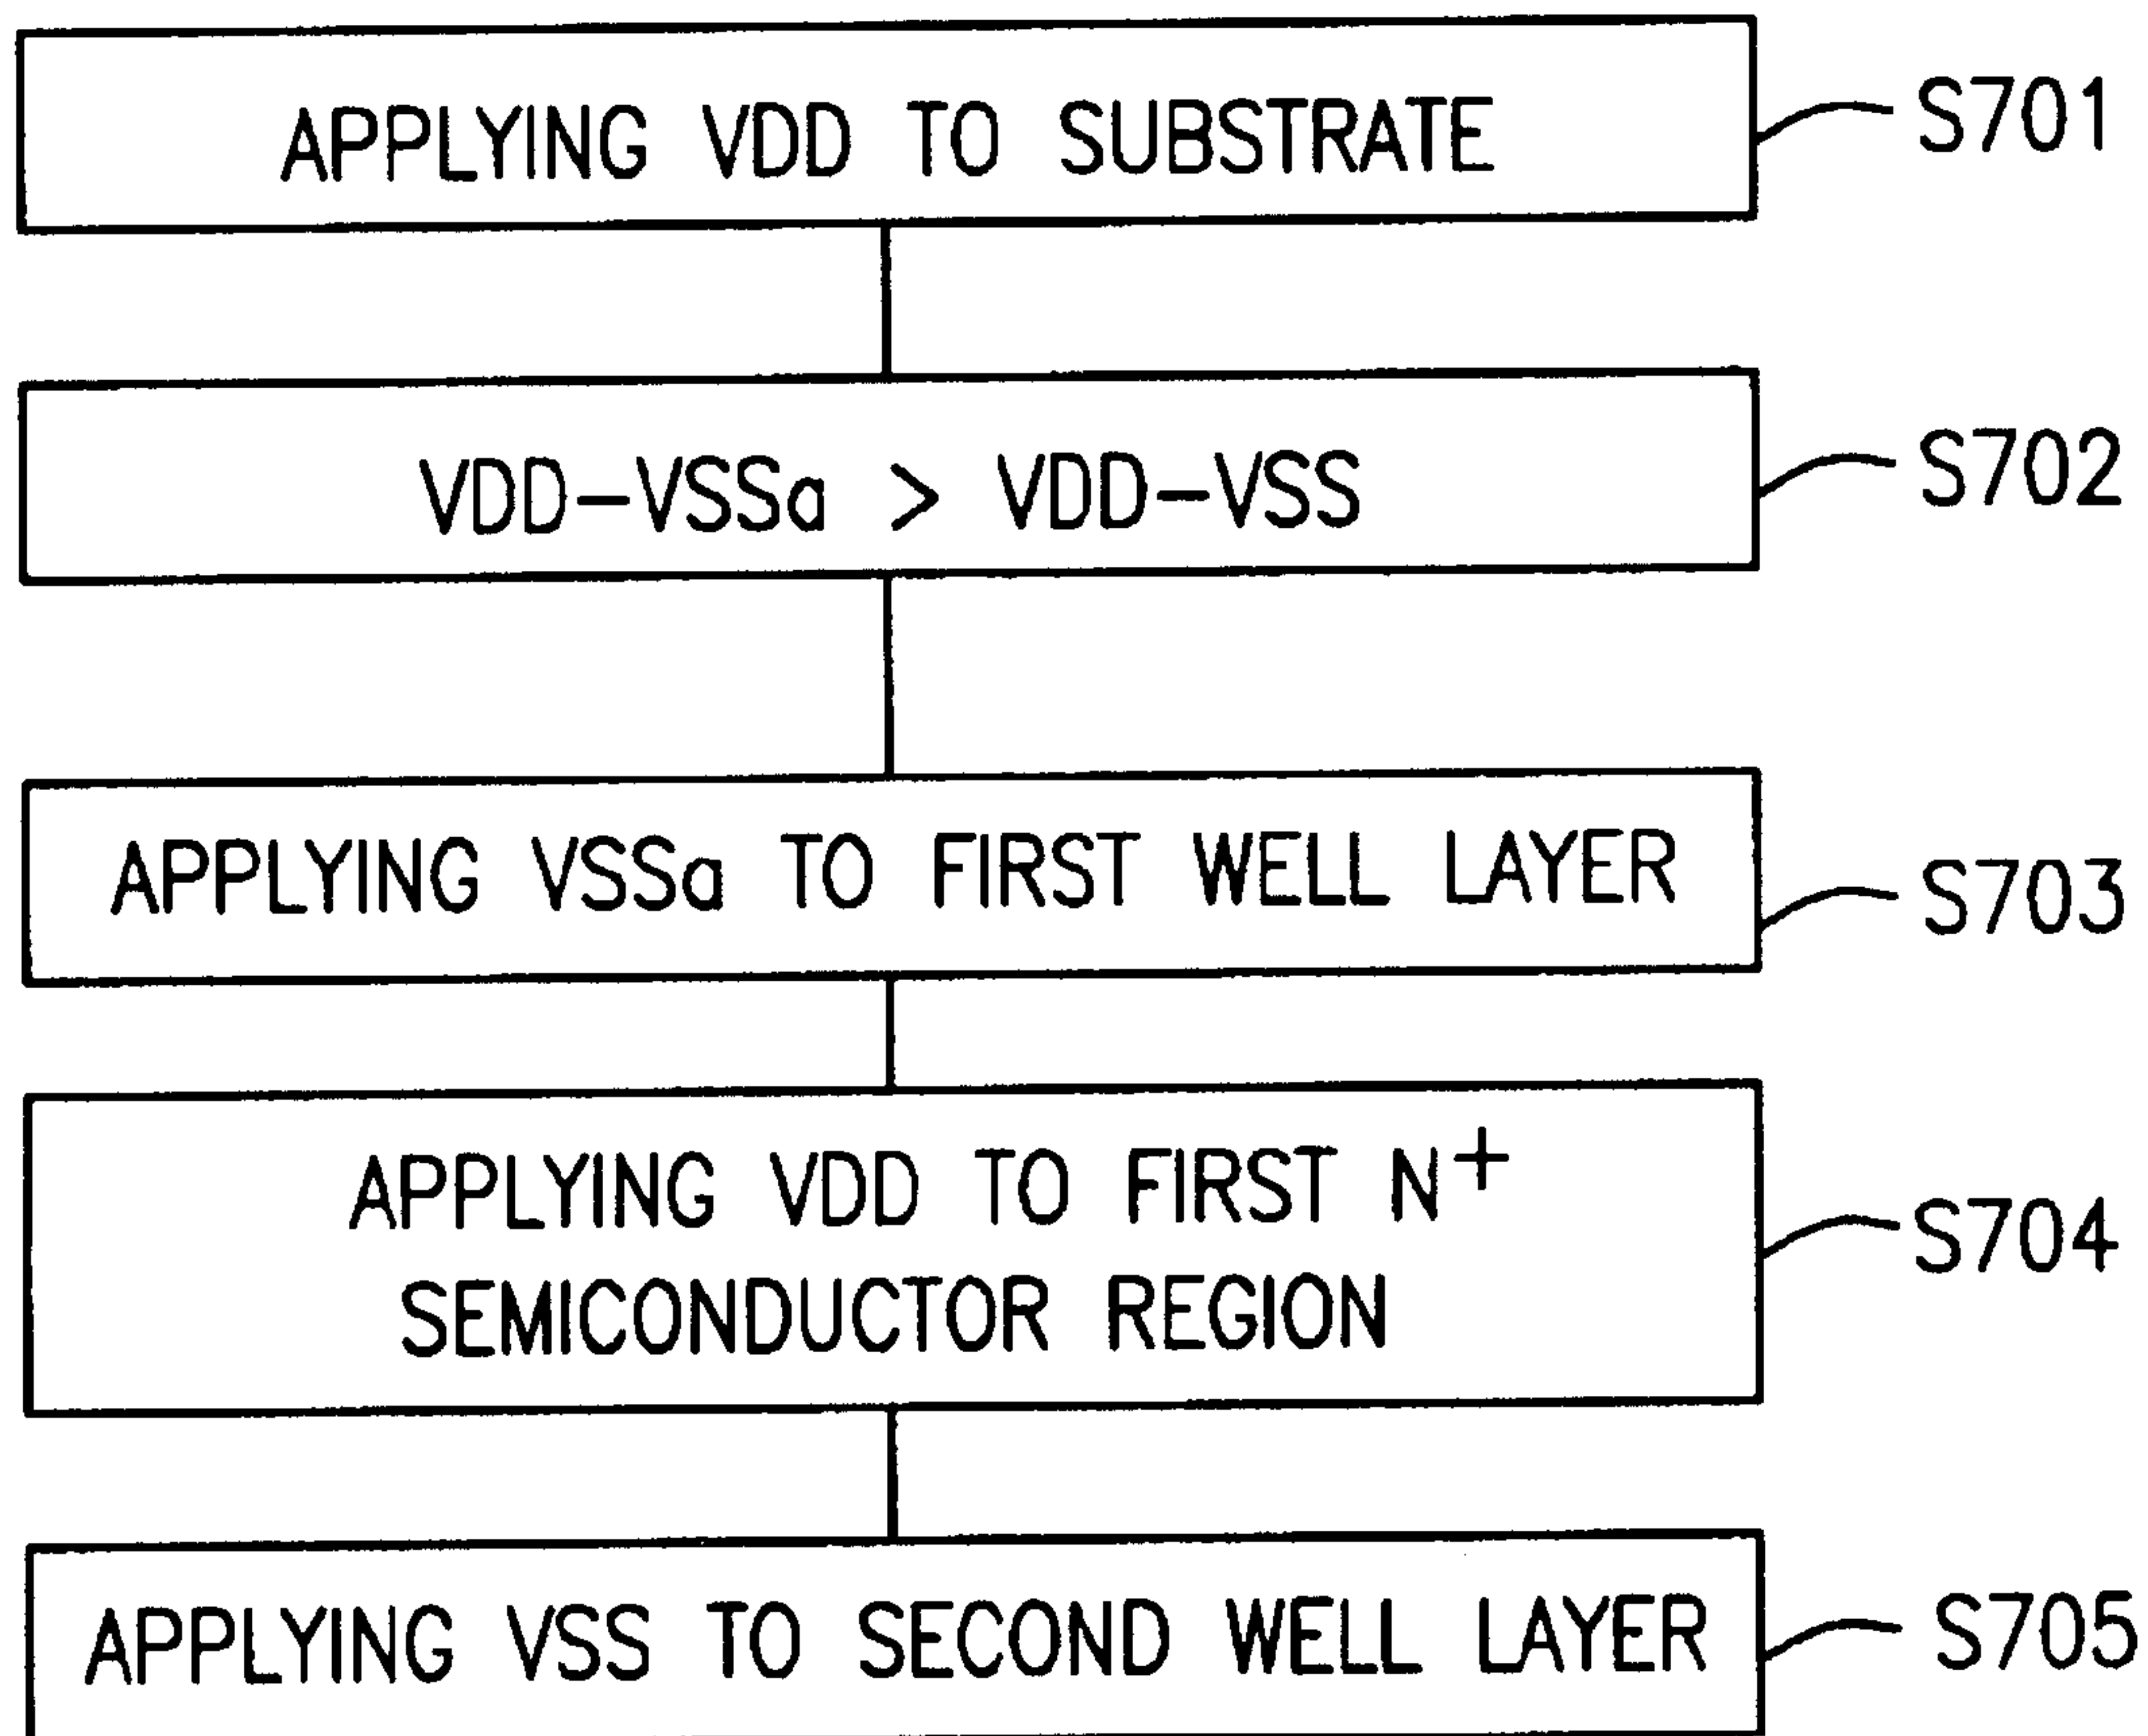 APPLYING VDD TO SUBSTRATE
S701
VDD-VSSa > VDD-VSS
S702
APPLYING VSSa TO FIRST WELL LAYER
S703
APPLYING VDD TO FIRST N+
SEMICONDUCTOR REGION
S704
APPLYING VSS TO SECOND WELL LAYER
S705